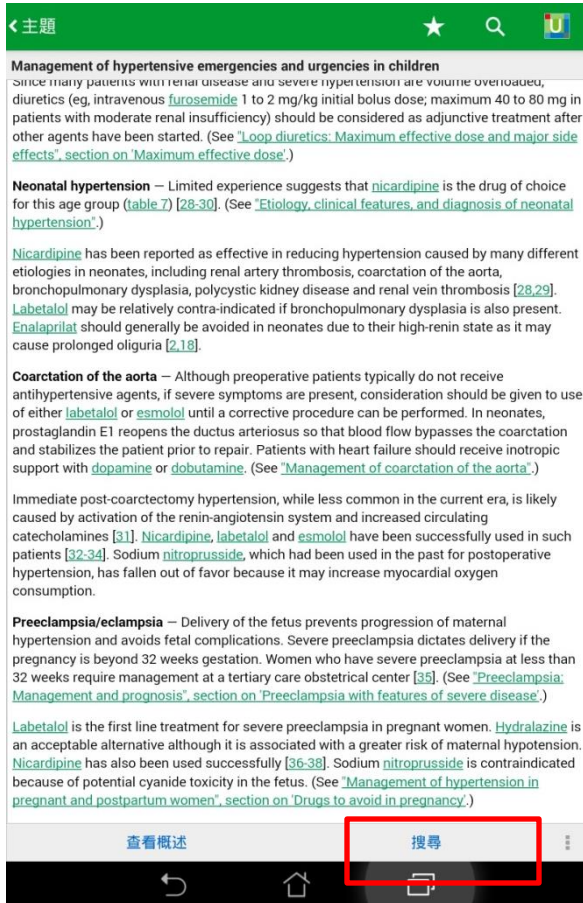 主題
Management of hypertensive emergencies and urgencies in children
Since many patients with renal disease and severe hypertension are volume overloaded,
diuretics (eg, intravenous furosemide 1 to 2 mg/kg initial bolus dose; maximum 40 to 80 mg in
patients with moderate renal insufficiency) should be considered as adjunctive treatment after
other agents have been started. (See "Loop diuretics: Maximum effective dose and major side
effects", section on 'Maximum effective dose'.)
Neonatal hypertension — Limited experience suggests that nicardipine is the drug of choice
for this age group (table 7) [28-30]. (See "Etiology, clinical features, and diagnosis of neonatal
hypertension".)
Nicardipine has been reported as effective in reducing hypertension caused by many different
etiologies in neonates, including renal artery thrombosis, coarctation of the aorta,
bronchopulmonary dysplasia, polycystic kidney disease and renal vein thrombosis [28,29].
Labetalol may be relatively contra-indicated if bronchopulmonary dysplasia is also present.
Enalaprilat should generally be avoided in neonates due to their high-renin state as it may
cause prolonged oliguria [2,18].
Coarctation of the aorta — Although preoperative patients typically do not receive
antihypertensive agents, if severe symptoms are present, consideration should be given to use
of either labetalol or esmolol until a corrective procedure can be performed. In neonates,
prostaglandin E1 reopens the ductus arteriosus so that blood flow bypasses the coarctation
and stabilizes the patient prior to repair. Patients with heart failure should receive inotropic
support with dopamine or dobutamine. (See "Management of coarctation of the aorta".)
Immediate post-coarctectomy hypertension, while less common in the current era, is likely
caused by activation of the renin-angiotensin system and increased circulating
catecholamines [31]. Nicardipine, labetalol and esmolol have been successfully used in such
patients [32-34]. Sodium nitroprusside, which had been used in the past for postoperative
hypertension, has fallen out of favor because it may increase myocardial oxygen
consumption.
Preeclampsia/eclampsia — Delivery of the fetus prevents progression of maternal
hypertension and avoids fetal complications. Severe preeclampsia dictates delivery if the
pregnancy is beyond 32 weeks gestation. Women who have severe preeclampsia at less than
32 weeks require management at a tertiary care obstetrical center [35]. (See "Preeclampsia:
Management and prognosis", section on 'Preeclampsia with features of severe disease'.)
Labetalol is the first line treatment for severe preeclampsia in pregnant women. Hydralazine is
an acceptable alternative although it is associated with a greater risk of maternal hypotension.
Nicardipine has also been used successfully [36-38]. Sodium nitroprusside is contraindicated
because of potential cyanide toxicity in the fetus. (See "Management of hypertension in
pregnant and postpartum women", section on 'Drugs to avoid in pregnancy'.)
查看概述 搜尋